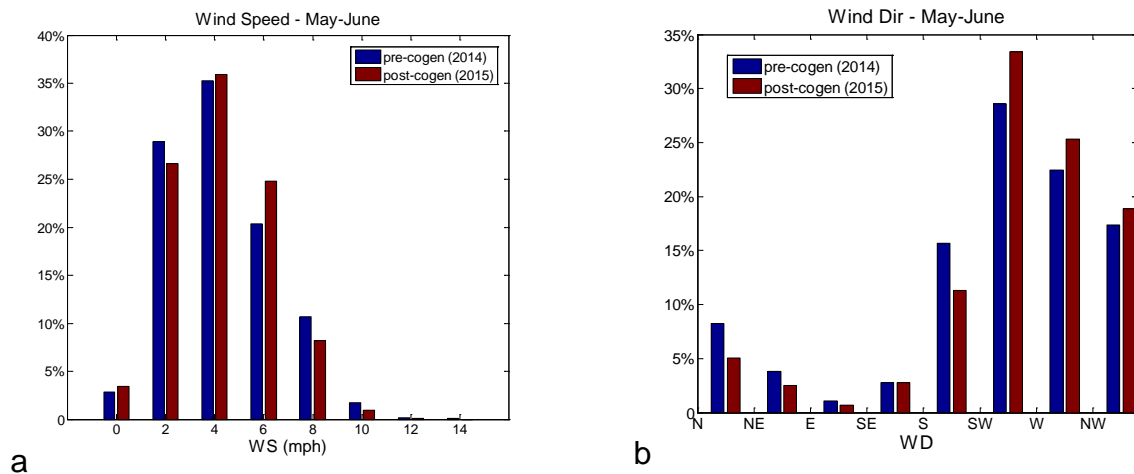 Wind Speed - May-June
40%
35%
30%
25%
20%
15%
10%
5%
0
pre-cogen (2014)
post-cogen (2015)
0 2 4 6 8 10 12 14
WS (mph)
a
Wind Dir - May-June
35%
30%
25%
20%
15%
10%
5%
0
pre-cogen (2014)
post-cogen (2015)
N NE E SE S SW W NW
WD
b